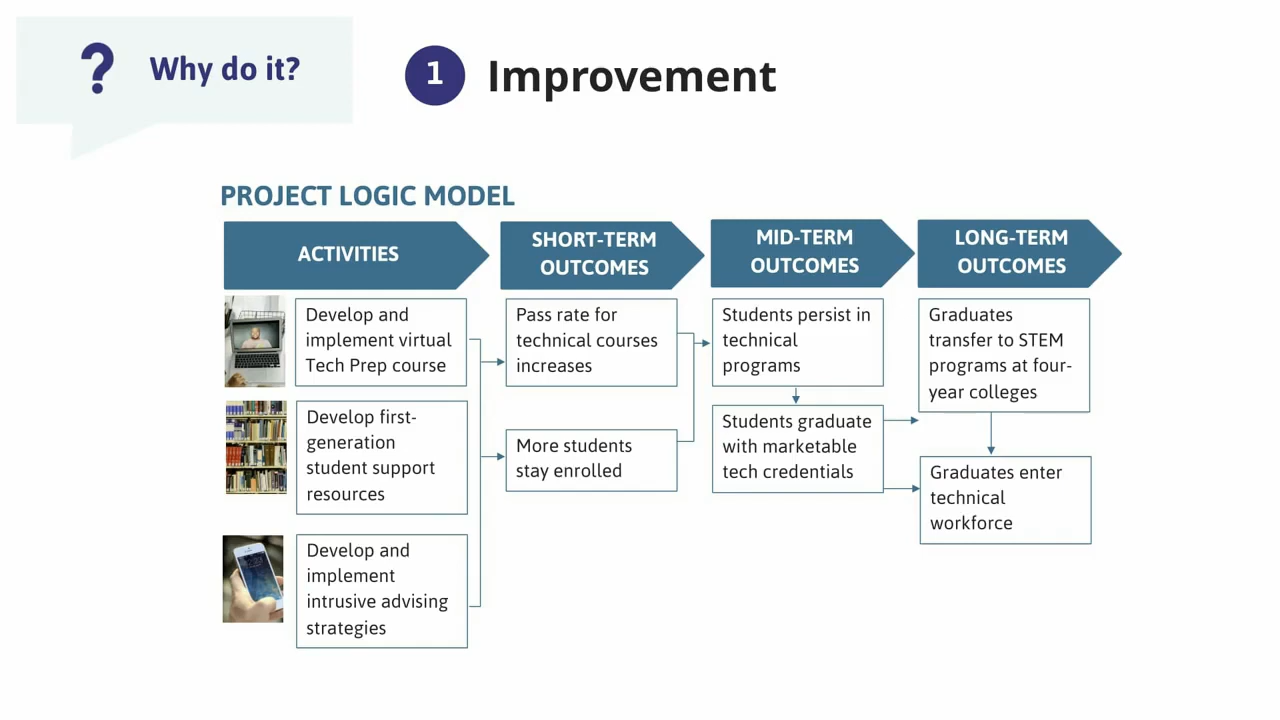 ?
Why do it?
1
Improvement
PROJECT LOGIC MODEL
ACTIVITIES
SHORT-TERM
OUTCOMES
MID-TERM
OUTCOMES
LONG-TERM
OUTCOMES
Develop and
implement virtual
Tech Prep course
Develop first-
generation
student support
resources
Develop and
implement
intrusive advising
strategies
Pass rate for
technical courses
increases
More students
stay enrolled
Students persist in
technical
programs
Students graduate
with marketable
tech credentials
Graduates
transfer to STEM
programs at four-
year colleges
Graduates enter
technical
workforce